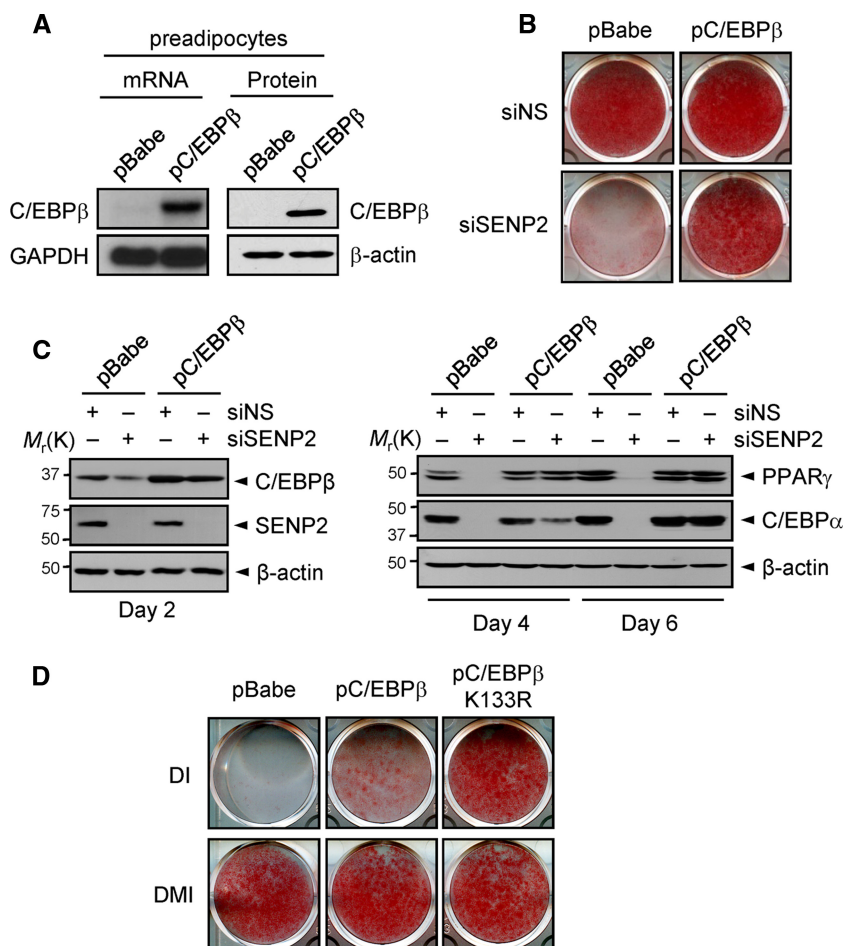 A
preadipocytes
mRNA Protein
pBabe pC/EBPβ pBabe pC/EBPβ
C/EBPβ C/EBPβ
GAPDH β-actin
B
pBabe pC/EBPβ
siNS
siSENP2
C
pBabe pC/EBPβ
+ – + – siNS
Mr(K) – + – + siSENP2
37 C/EBPβ
75
SENP2
50
50 β-actin
Day 2
pBabe pC/EBPβ pBabe pC/EBPβ
+ – + – + – + – siNS
Mr(K) – + – + – + – + siSENP2
50 PPARγ
50
C/EBPα
37
50 β-actin
Day 4 Day 6
D
pBabe pC/EBPβ pC/EBPβ K133R
DI
DMI